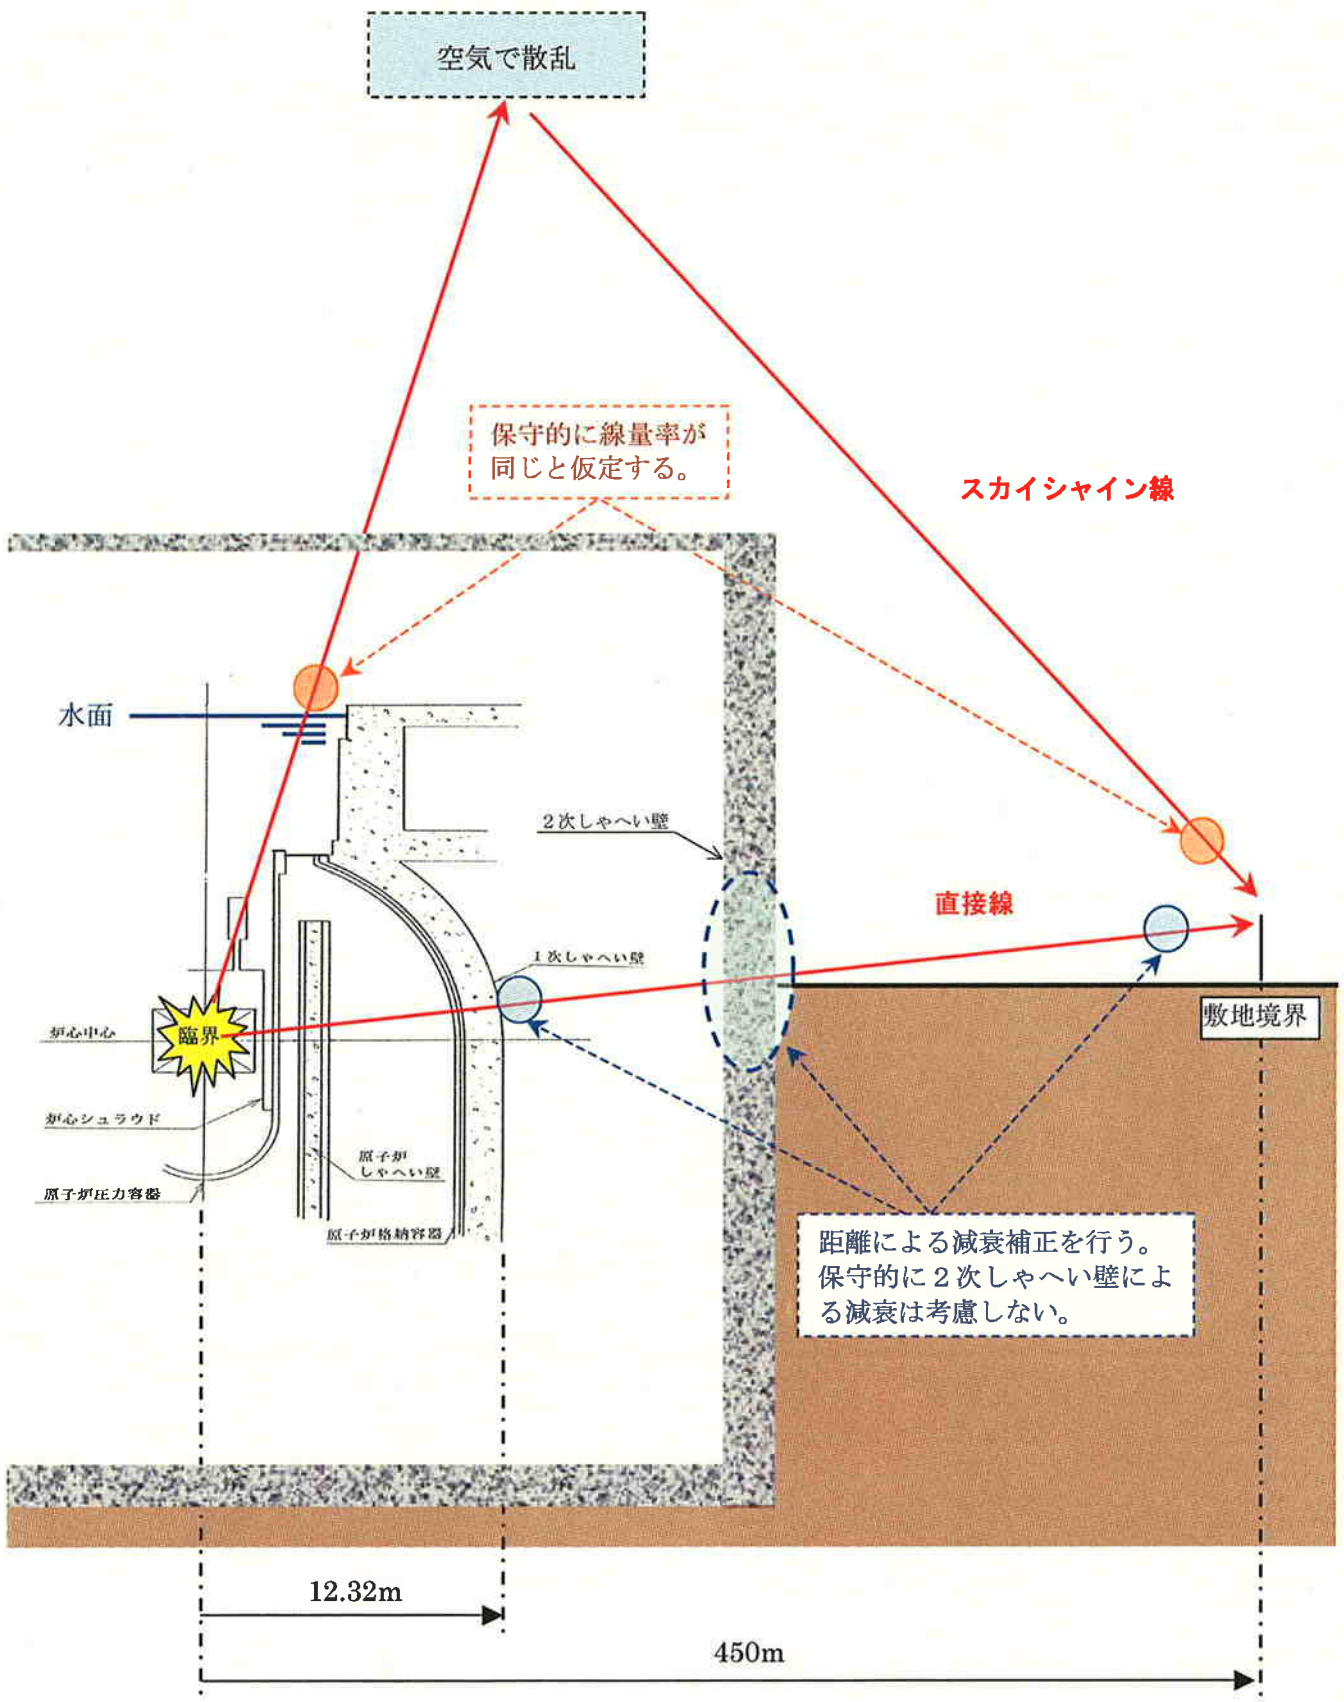 空気で散乱
保守的に線量率が
同じと仮定する。
スカイシャイン線
水面
2次しゃへい壁
直接線
1次しゃへい壁
敷地境界
炉心中心
臨界
炉心シュラウド
原子炉
しゃへい壁
原子炉圧力容器
原子炉格納容器
距離による減衰補正を行う。
保守的に2次しゃへい壁によ
る減衰は考慮しない。
12.32m
450m